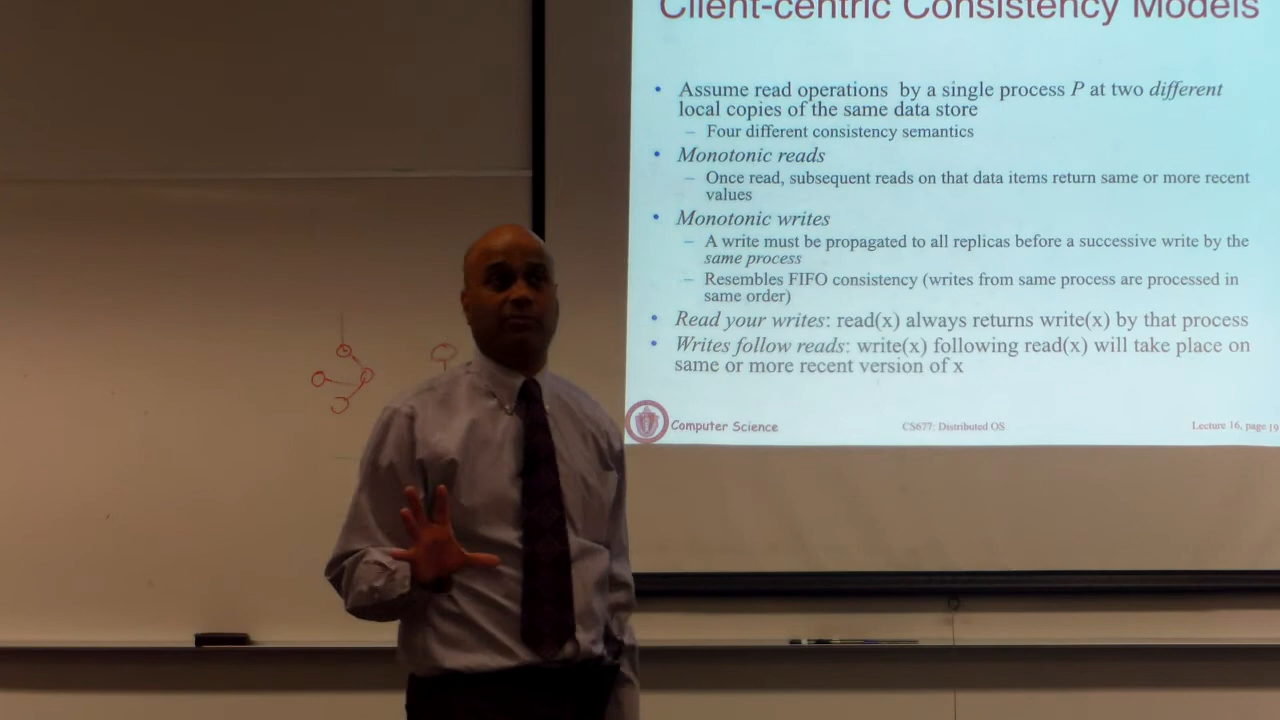 Client-centric Consistency Models
• Assume read operations by a single process P at two different
local copies of the same data store
– Four different consistency semantics
• Monotonic reads
– Once read, subsequent reads on that data items return same or more recent
values
• Monotonic writes
– A write must be propagated to all replicas before a successive write by the
same process
– Resembles FIFO consistency (writes from same process are processed in
same order)
• Read your writes: read(x) always returns write(x) by that process
• Writes follow reads: write(x) following read(x) will take place on
same or more recent version of x
Computer Science
CS677: Distributed OS
Lecture 16, page 19